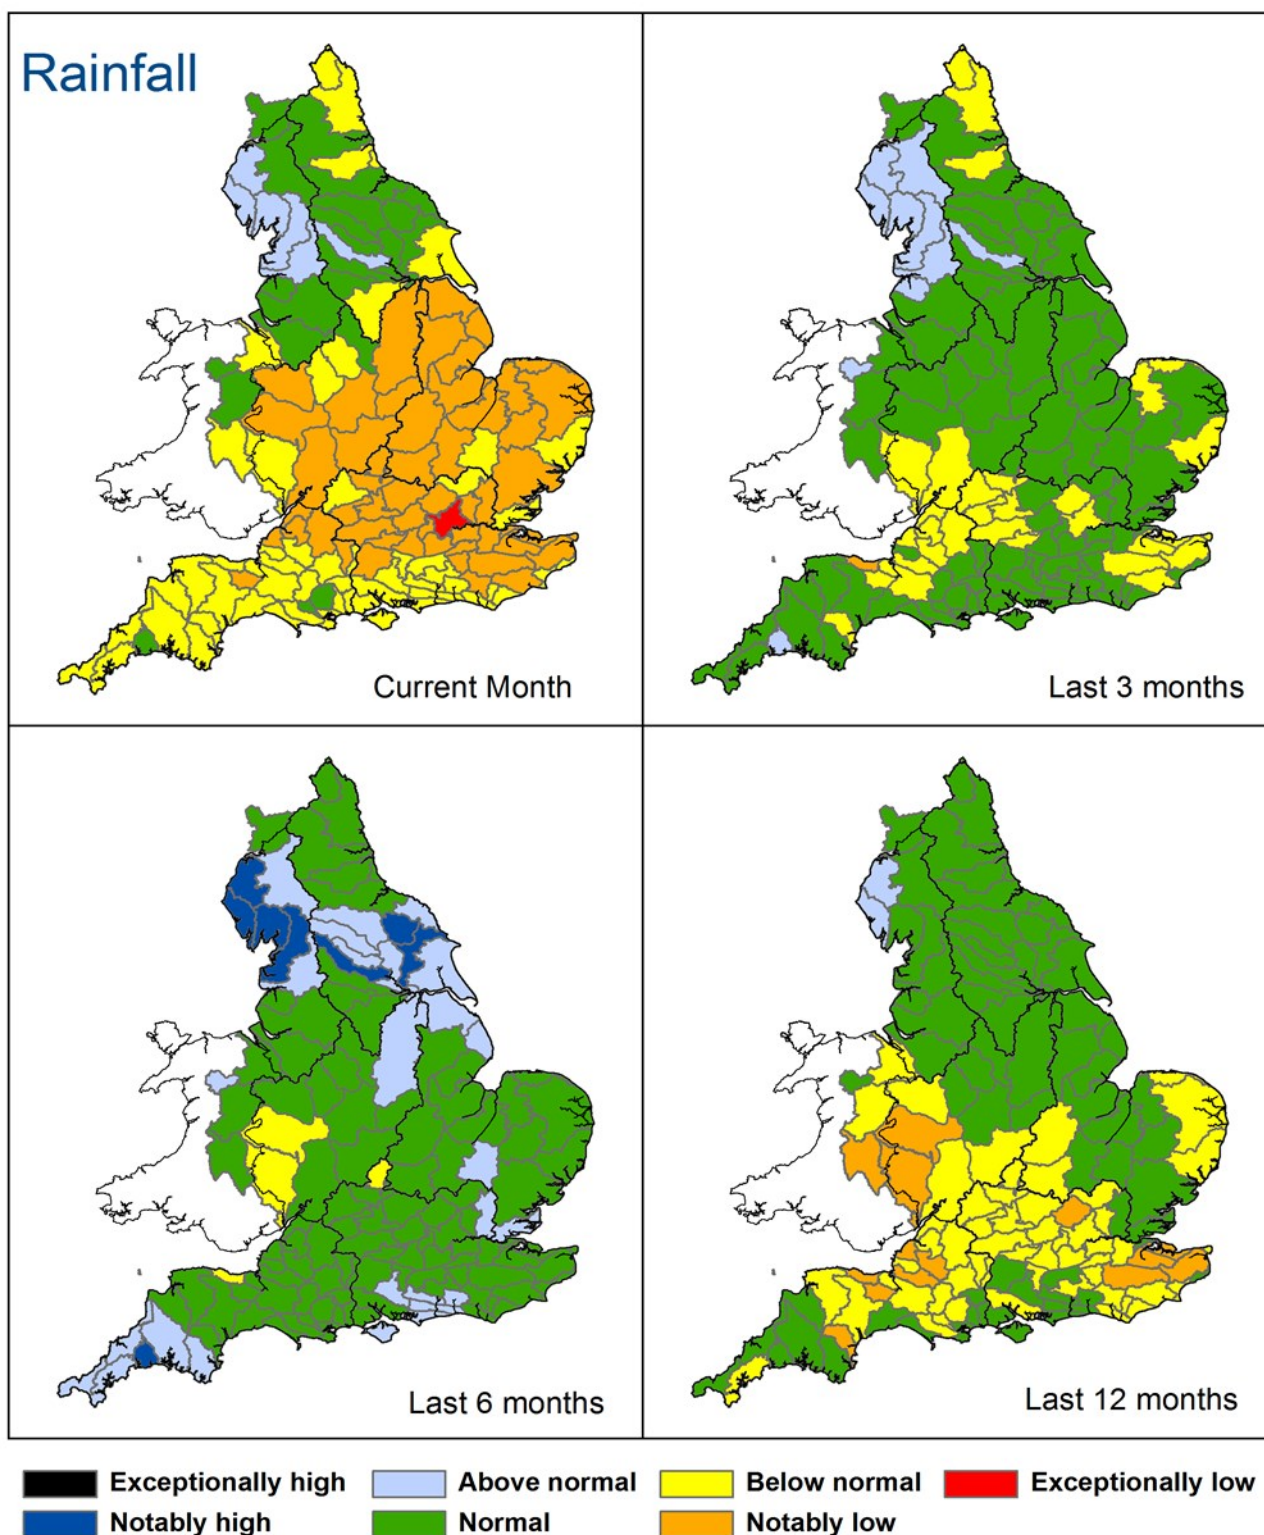 Rainfall
Current Month
Last 3 months
Last 6 months
Last 12 months
Exceptionally high
Above normal
Below normal
Exceptionally low
Notably high
Normal
Notably low